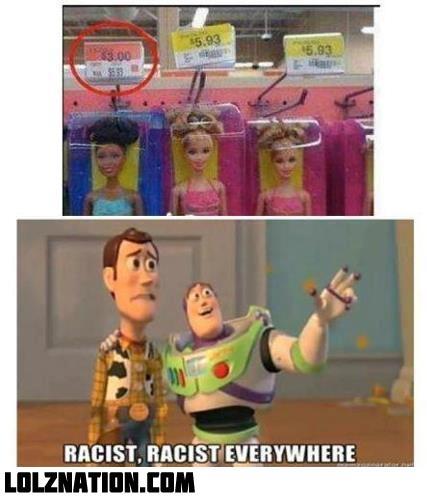 $3.00
$5.93
$5.93
RACIST, RACIST EVERYWHERE
LOLZNATION.COM